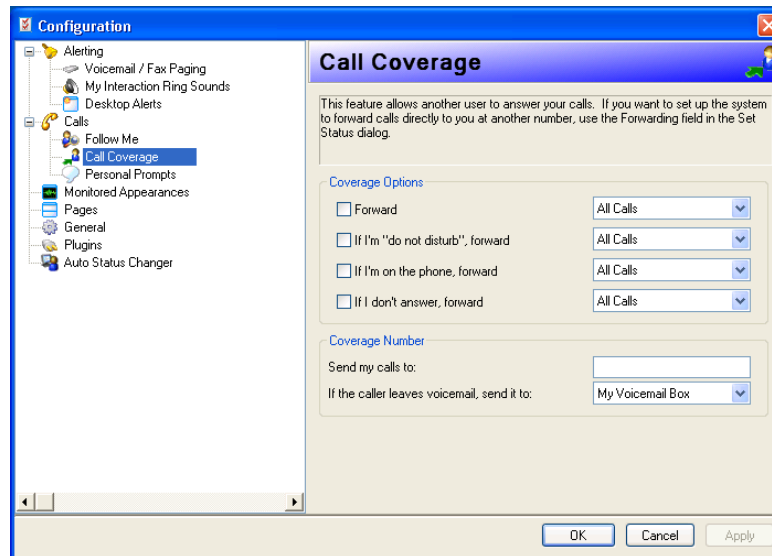 Configuration
Alerting
Voicemail / Fax Paging
My Interaction Ring Sounds
Desktop Alerts
Calls
Follow Me
Call Coverage
Personal Prompts
Monitored Appearances
Pages
General
Plugins
Auto Status Changer
Call Coverage
This feature allows another user to answer your calls. If you want to set up the system
to forward calls directly to you at another number, use the Forwarding field in the Set
Status dialog.
Coverage Options
Forward All Calls
If I'm "do not disturb", forward All Calls
If I'm on the phone, forward All Calls
If I don't answer, forward All Calls
Coverage Number
Send my calls to:
If the caller leaves voicemail, send it to: My Voicemail Box
OK Cancel Apply